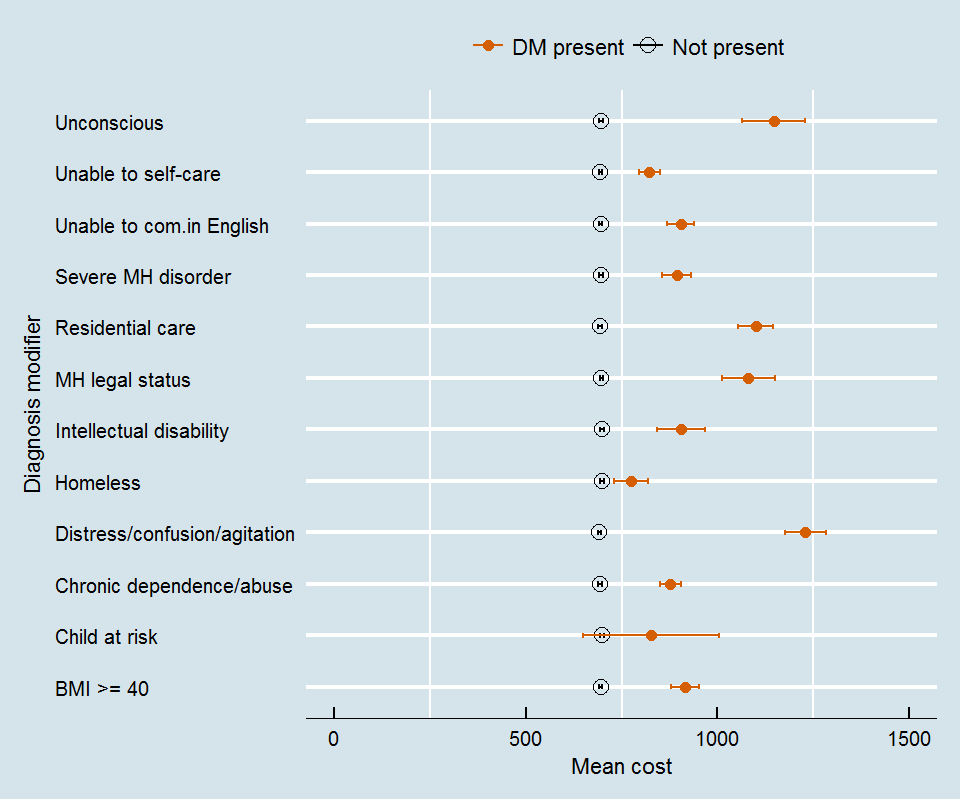 DM present Not present
Unconscious
Unable to self-care
Unable to com.in English
Severe MH disorder
Residential care
MH legal status
Intellectual disability
Homeless
Distress/confusion/agitation
Chronic dependence/abuse
Child at risk
BMI >= 40
Diagnosis modifier
0 500 1000 1500
Mean cost